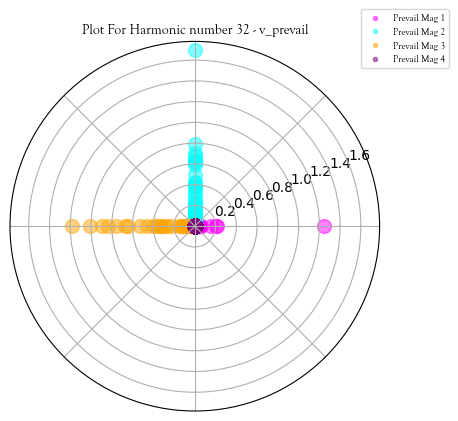 Plot For Harmonic number 32 - v_prevail
Prevail Mag 1
Prevail Mag 2
Prevail Mag 3
Prevail Mag 4
1.6
1.4
1.2
1.0
0.8
0.6
0.4
0.2